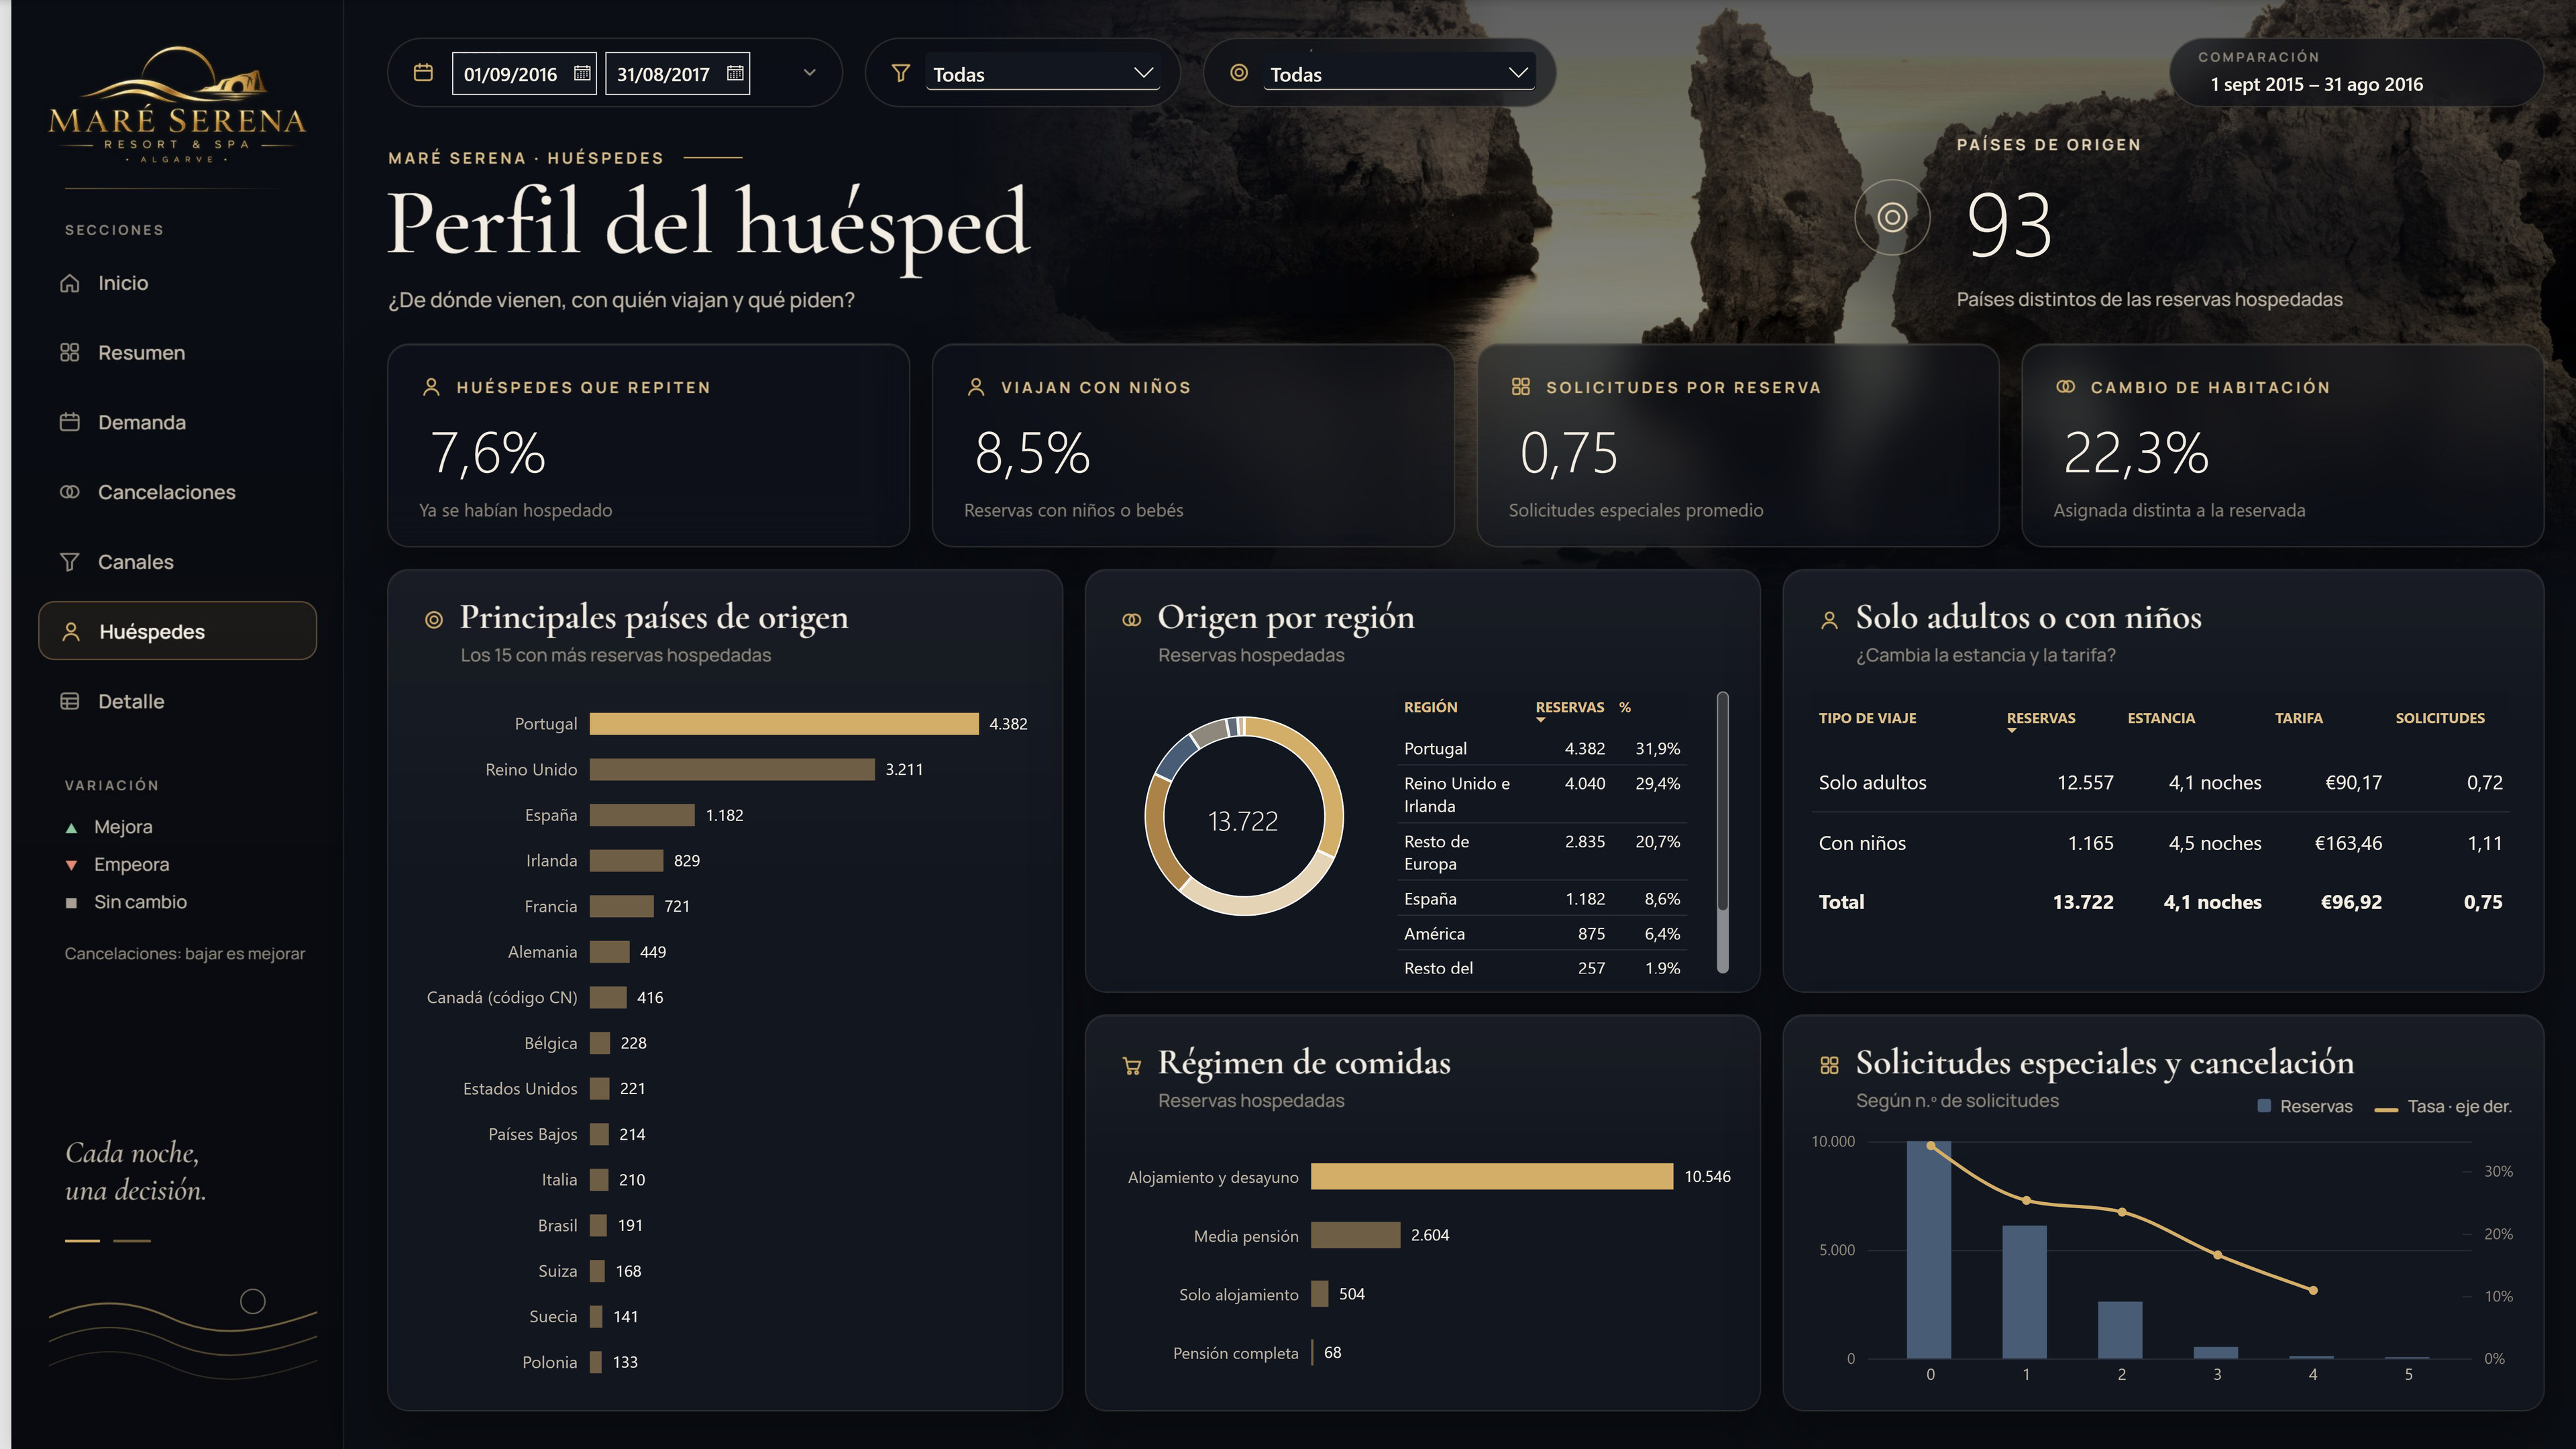 MARÉ SERENA
RESORT & SPA
· ALGARVE ·
SECCIONES
Inicio
Resumen
Demanda
Cancelaciones
Canales
Huéspedes
Detalle
VARIACIÓN
Mejora
Empeora
Sin cambio
Cancelaciones: bajar es mejorar
Cada noche,
una decisión.
01/09/2016 31/08/2017
Todas
Todas
COMPARACIÓN
1 sept 2015 – 31 ago 2016
MARÉ SERENA · HUÉSPEDES
Perfil del huésped
¿De dónde vienen, con quién viajan y qué piden?
PAÍSES DE ORIGEN
93
Países distintos de las reservas hospedadas
HUÉSPEDES QUE REPITEN
7,6%
Ya se habían hospedado
VIAJAN CON NIÑOS
8,5%
Reservas con niños o bebés
SOLICITUDES POR RESERVA
0,75
Solicitudes especiales promedio
CAMBIO DE HABITACIÓN
22,3%
Asignada distinta a la reservada
Principales países de origen
Los 15 con más reservas hospedadas
Portugal 4.382
Reino Unido 3.211
España 1.182
Irlanda 829
Francia 721
Alemania 449
Canadá (código CN) 416
Bélgica 228
Estados Unidos 221
Países Bajos 214
Italia 210
Brasil 191
Suiza 168
Suecia 141
Polonia 133
Origen por región
Reservas hospedadas
13.722
REGIÓN RESERVAS %
Portugal 4.382 31,9%
Reino Unido e 4.040 29,4%
Irlanda
Resto de 2.835 20,7%
Europa
España 1.182 8,6%
América 875 6,4%
Resto del 257 1,9%
Solo adultos o con niños
¿Cambia la estancia y la tarifa?
TIPO DE VIAJE RESERVAS ESTANCIA TARIFA SOLICITUDES
Solo adultos 12.557 4,1 noches €90,17 0,72
Con niños 1.165 4,5 noches €163,46 1,11
Total 13.722 4,1 noches €96,92 0,75
Régimen de comidas
Reservas hospedadas
Alojamiento y desayuno 10.546
Media pensión 2.604
Solo alojamiento 504
Pensión completa 68
Solicitudes especiales y cancelación
Según n.º de solicitudes
Reservas Tasa · eje der.
10.000
5.000
0
30%
20%
10%
0%
0 1 2 3 4 5